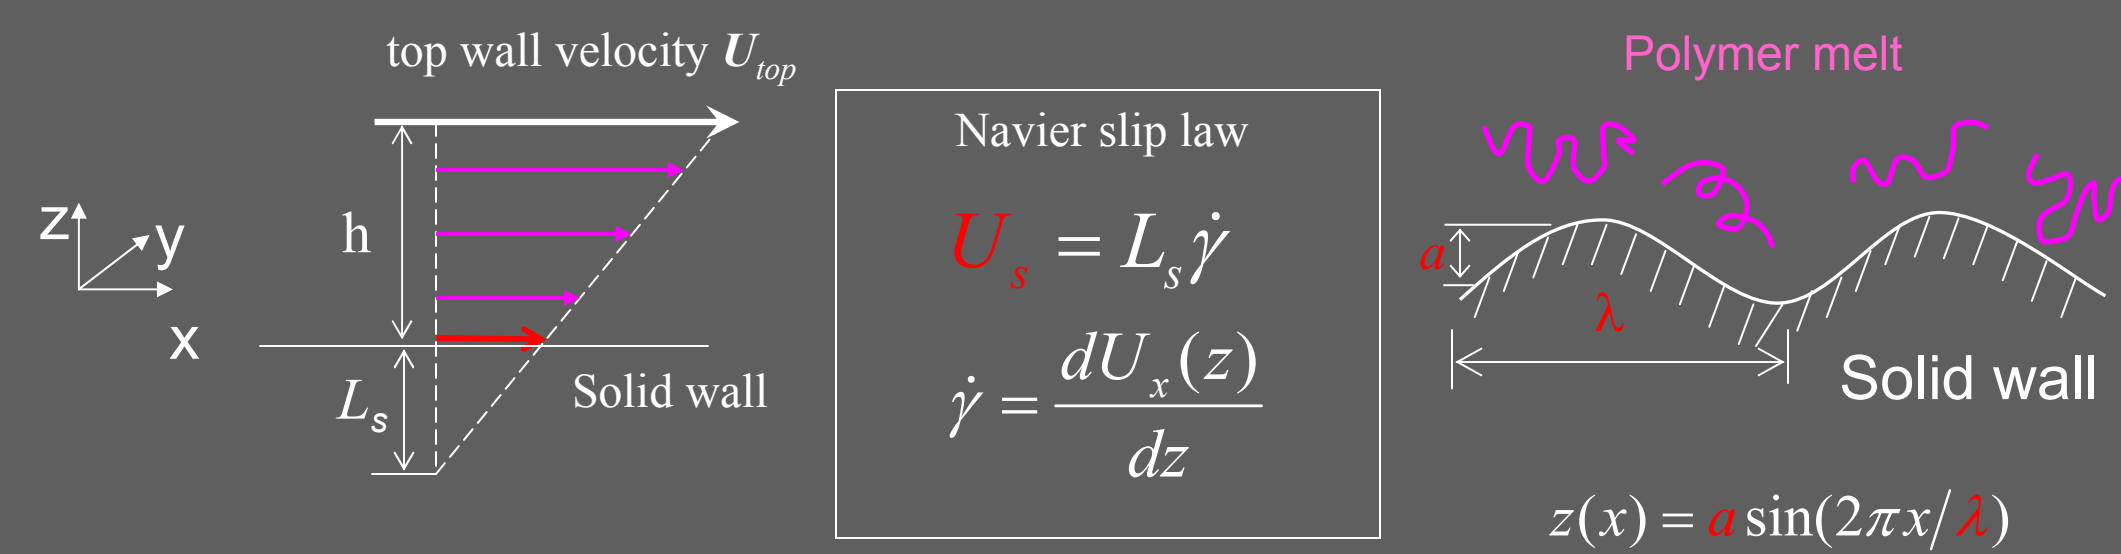 top wall velocity U_top
z
y
x
h
L_s
Solid wall
Navier slip law
U_s = L_s γ̇
γ̇ = dU_x(z)/dz
Polymer melt
a
λ
Solid wall
z(x) = a sin(2πx/λ)